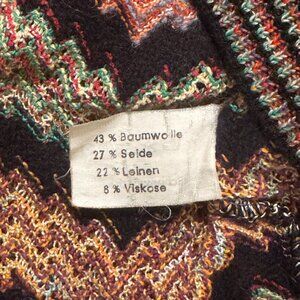 43 % Baumwolle
27 % Seide
22 % Leinen
8 % Viskose